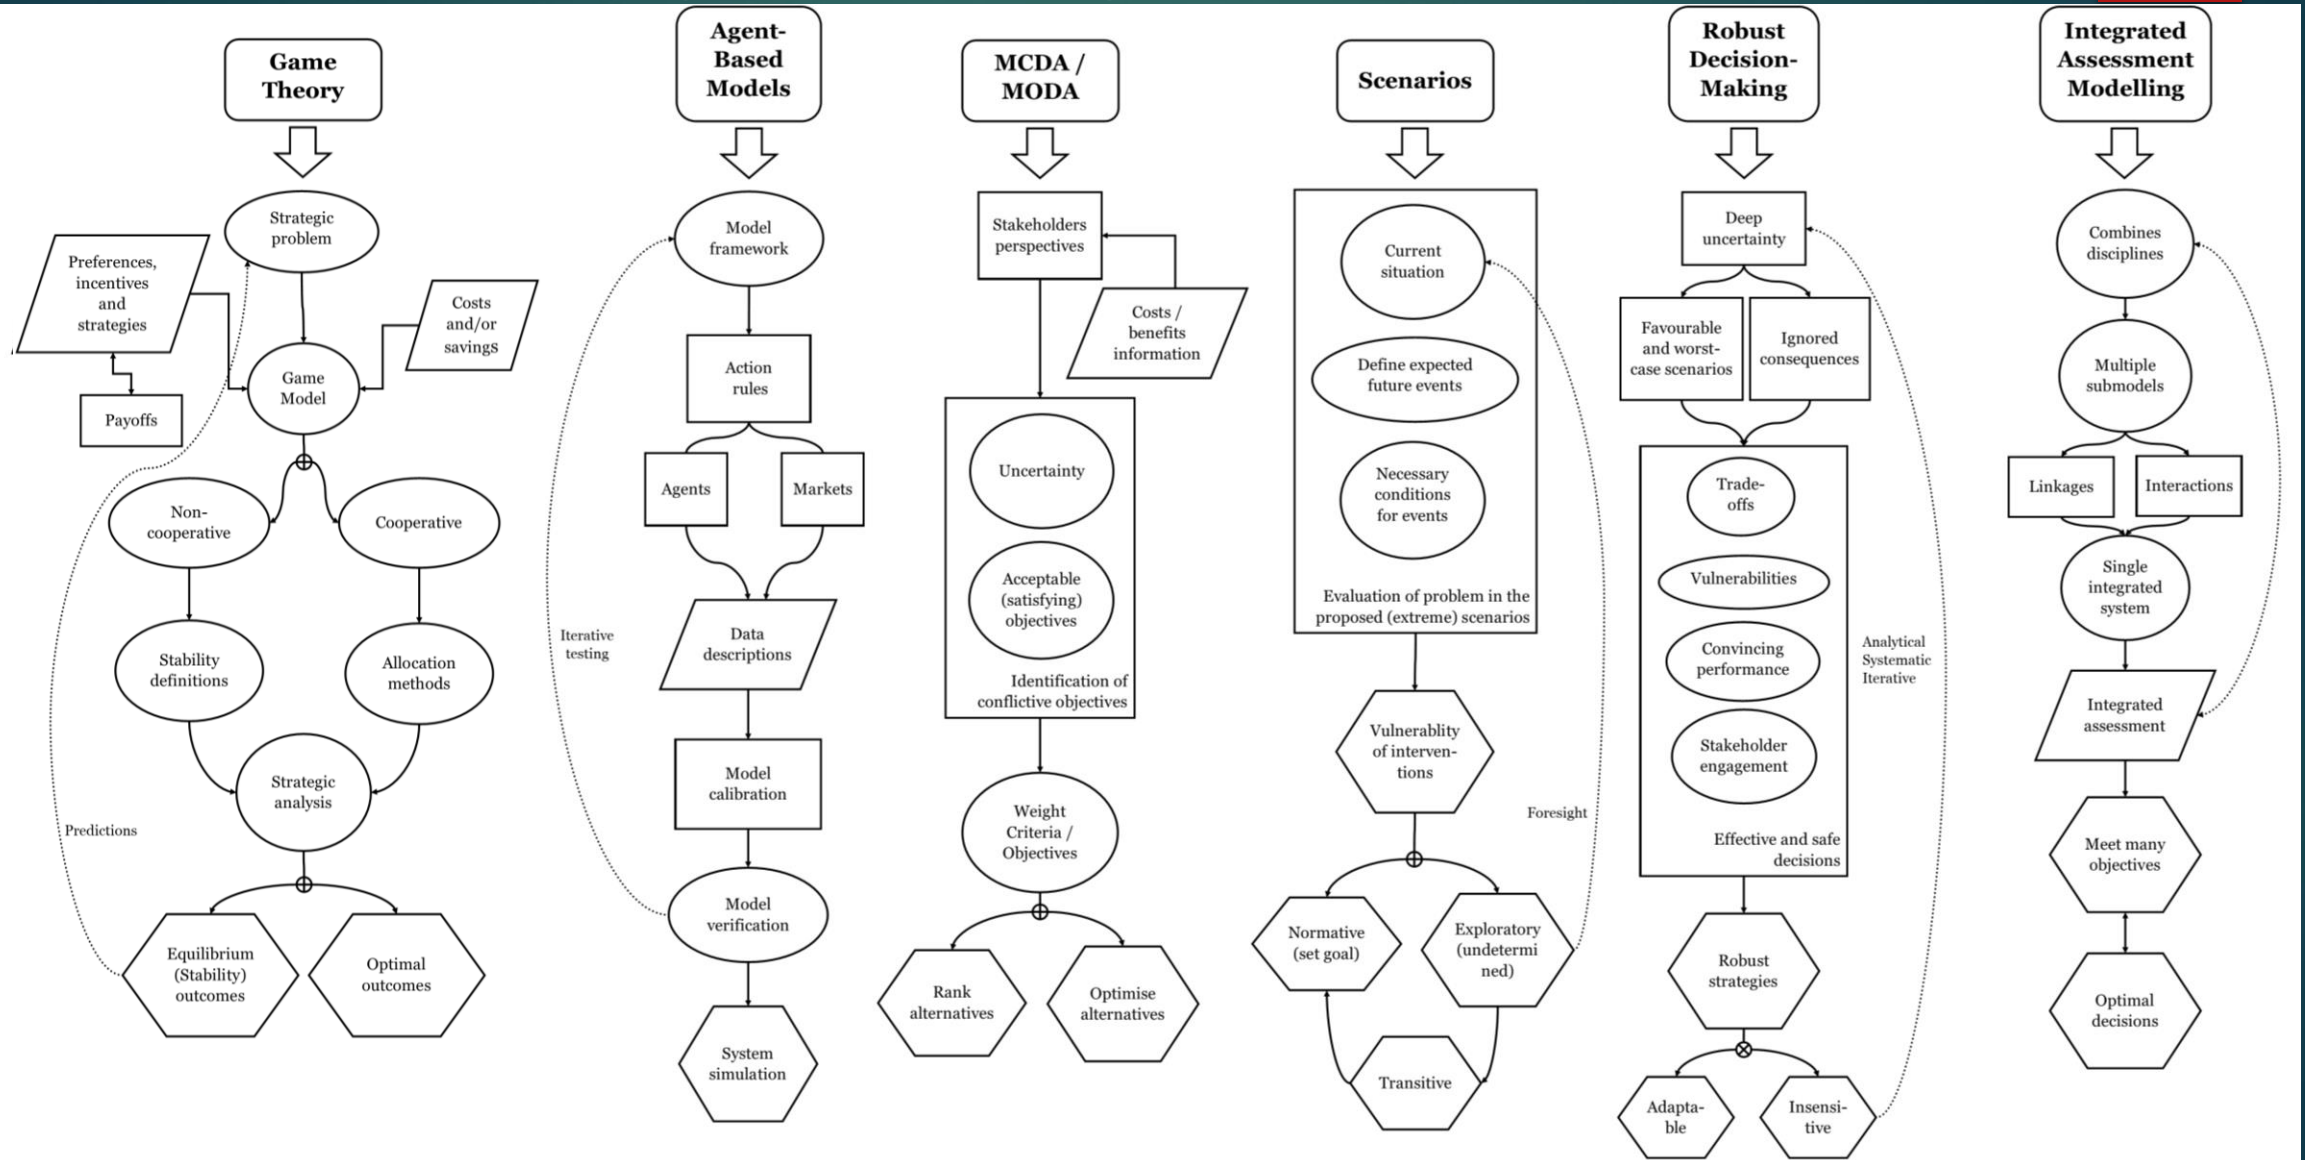 Game
Theory
Strategic
problem
Preferences,
incentives
and
strategies
Costs
and/or
savings
Payoffs
Game
Model
Non-
cooperative
Cooperative
Stability
definitions
Allocation
methods
Strategic
analysis
Predictions
Equilibrium
(Stability)
outcomes
Optimal
outcomes
Agent-
Based
Models
Model
framework
Action
rules
Agents
Markets
Iterative
testing
Data
descriptions
Model
calibration
Model
verification
System
simulation
MCDA /
MODA
Stakeholders
perspectives
Costs /
benefits
information
Uncertainty
Acceptable
(satisfying)
objectives
Identification of
conflictive objectives
Weight
Criteria /
Objectives
Rank
alternatives
Optimise
alternatives
Scenarios
Current
situation
Define expected
future events
Necessary
conditions
for events
Evaluation of problem in the
proposed (extreme) scenarios
Vulnerablity
of interven-
tions
Foresight
Normative
(set goal)
Exploratory
(undetermi
ned)
Transitive
Robust
Decision-
Making
Deep
uncertainty
Favourable
and worst-
case scenarios
Ignored
consequences
Trade-
offs
Vulnerabilities
Convincing
performance
Stakeholder
engagement
Effective and safe
decisions
Analytical
Systematic
Iterative
Robust
strategies
Adapta-
ble
Insensi-
tive
Integrated
Assessment
Modelling
Combines
disciplines
Multiple
submodels
Linkages
Interactions
Single
integrated
system
Integrated
assessment
Meet many
objectives
Optimal
decisions